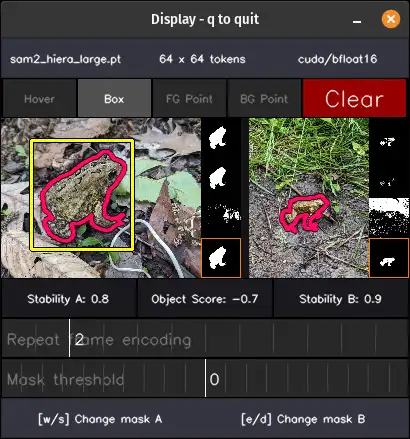 Display - q to quit
sam2_hiera_large.pt 64 x 64 tokens cuda/bfloat16
Hover Box FG Point BG Point Clear
Stability A: 0.8 Object Score: -0.7 Stability B: 0.9
Repeat frame encoding 2
Mask threshold 0
[w/s] Change mask A [e/d] Change mask B